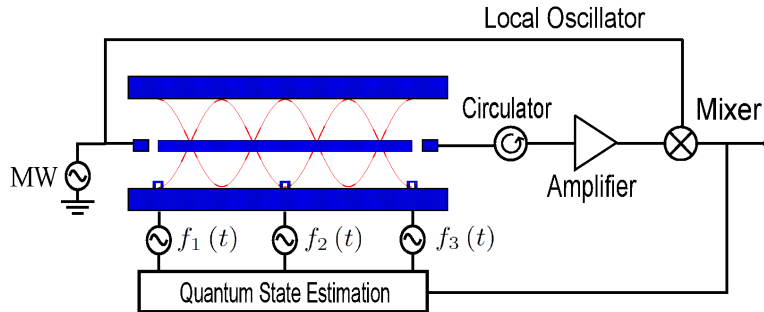 Local Oscillator
Circulator
Mixer
MW
Amplifier
f₁ (t)
f₂ (t)
f₃ (t)
Quantum State Estimation